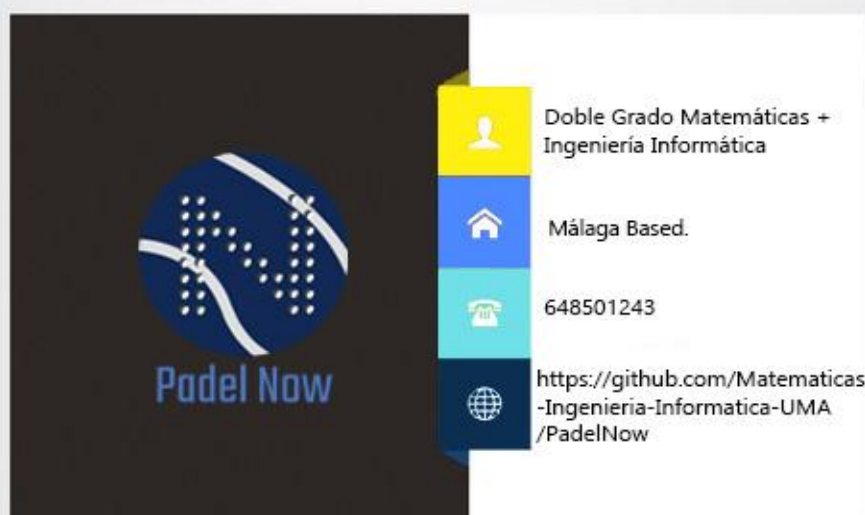 Padel Now
Doble Grado Matemáticas +
Ingeniería Informática
Málaga Based.
648501243
https://github.com/Matematicas
-Ingenieria-Informatica-UMA
/PadelNow